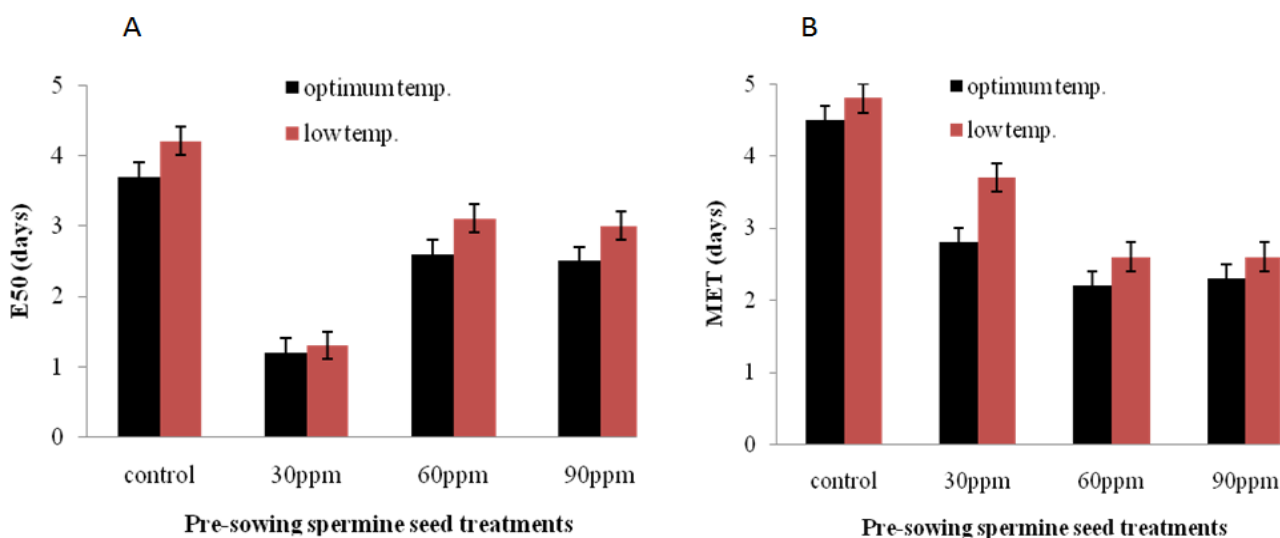 A
optimum temp.
low temp.
5
4
3
2
1
0
E50 (days)
control 30ppm 60ppm 90ppm
Pre-sowing spermine seed treatments
B
optimum temp.
low temp.
5
4
3
2
1
0
MET (days)
control 30ppm 60ppm 90ppm
Pre-sowing spermine seed treatments